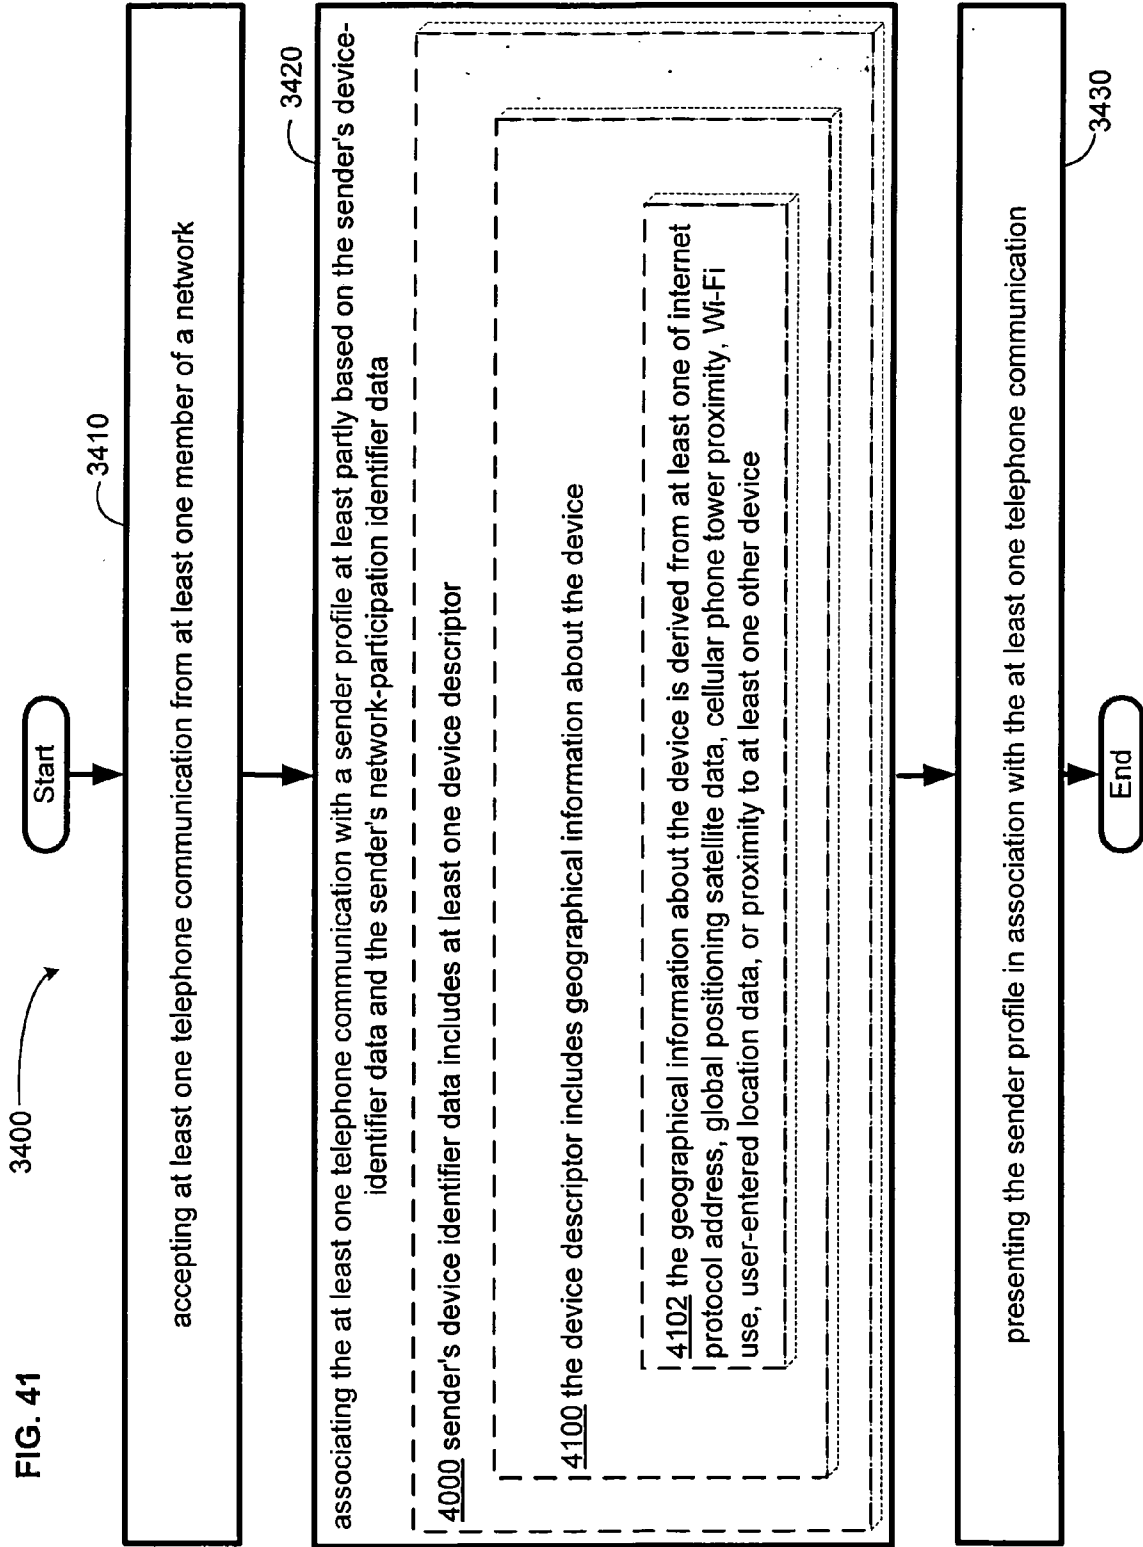 FIG. 41
3400
Start
3410
accepting at least one telephone communication from at least one member of a network
3420
associating the at least one telephone communication with a sender profile at least partly based on the sender's device-
identifier data and the sender's network-participation identifier data
4000 sender's device identifier data includes at least one device descriptor
4100 the device descriptor includes geographical information about the device
4102 the geographical information about the device is derived from at least one of internet
protocol address, global positioning satellite data, cellular phone tower proximity, Wi-Fi
use, user-entered location data, or proximity to at least one other device
3430
presenting the sender profile in association with the at least one telephone communication
End